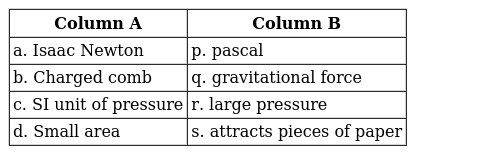 Column A Column B
a. Isaac Newton p. pascal
b. Charged comb q. gravitational force
c. SI unit of pressure r. large pressure
d. Small area s. attracts pieces of paper